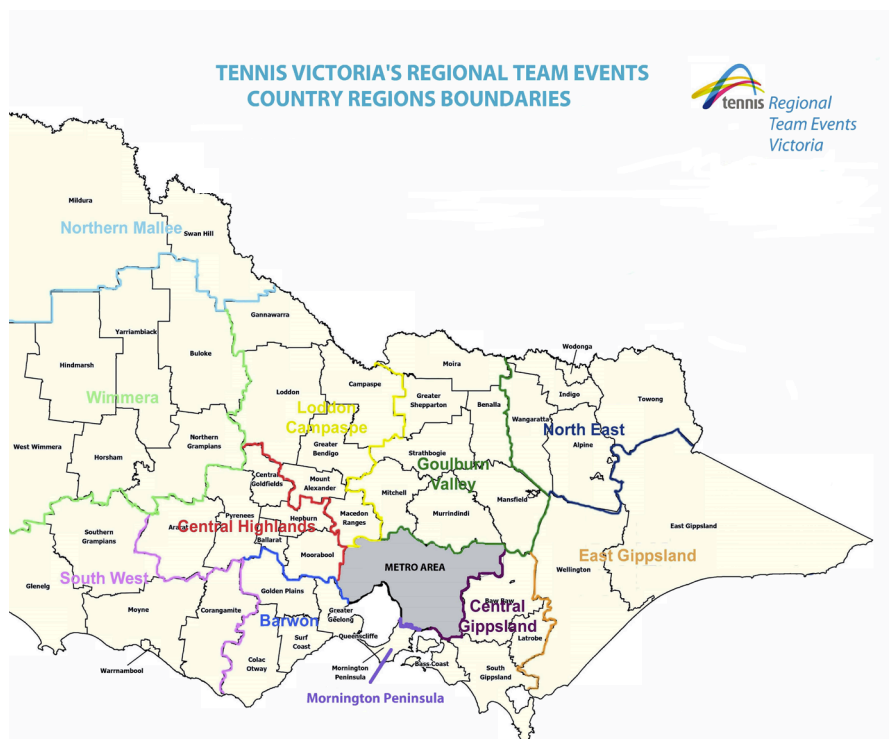 TENNIS VICTORIA'S REGIONAL TEAM EVENTS
COUNTRY REGIONS BOUNDARIES
tennis Regional
Team Events
Victoria
Mildura
Northern Mallee
Swan Hill
Gannawarra
Yarriambiack
Buloke
Hindmarsh
Wimmera
Loddon
Campaspe
Loddon
Campaspe
Moira
Wodonga
Greater
Shepparton
Benalla
Indigo
Towong
Wangaratta
North East
Alpine
West Wimmera
Horsham
Northern
Grampians
Greater
Bendigo
Strathbogie
Goulburn
Valley
Central
Goldfields
Mount
Alexander
Mitchell
Mansfield
Murrindindi
Macedon
Ranges
Southern
Grampians
Ararat
Pyrenees
Hepburn
Central Highlands
Ballarat
Moorabool
East Gippsland
East Gippsland
Wellington
METRO AREA
South West
Glenelg
Moyne
Corangamite
Golden Plains
Barwon
Greater
Geelong
Queenscliffe
Surf
Coast
Colac
Otway
Warrnambool
Baw Baw
Central
Gippsland
Latrobe
South
Gippsland
Bass Coast
Mornington
Peninsula
Mornington Peninsula